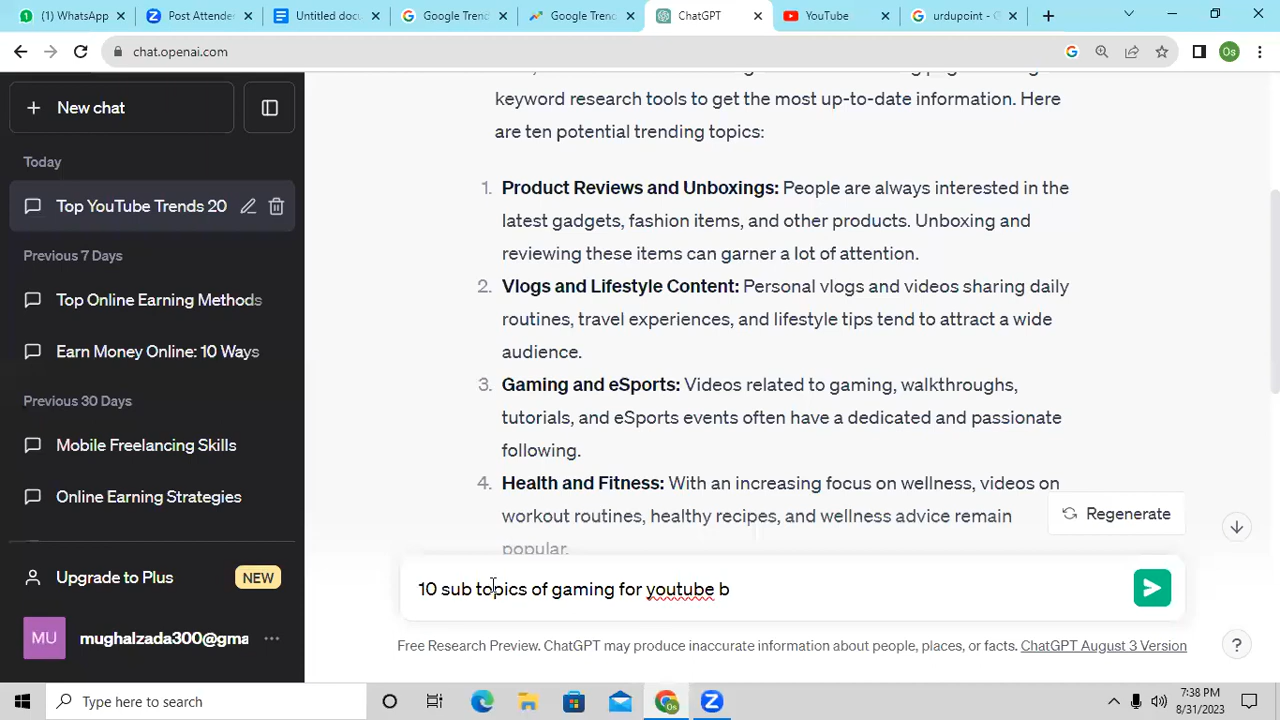 (1) WhatsApp
Post Attende
Untitled docu
Google Trend
Google Trend
ChatGPT
YouTube
urdupoint - G
chat.openai.com
Os
New chat
Today
Top YouTube Trends 20
Previous 7 Days
Top Online Earning Methods
Earn Money Online: 10 Ways
Previous 30 Days
Mobile Freelancing Skills
Online Earning Strategies
Upgrade to Plus
NEW
MU
mughalzada300@gma
keyword research tools to get the most up-to-date information. Here
are ten potential trending topics:
1. Product Reviews and Unboxings: People are always interested in the
latest gadgets, fashion items, and other products. Unboxing and
reviewing these items can garner a lot of attention.
2. Vlogs and Lifestyle Content: Personal vlogs and videos sharing daily
routines, travel experiences, and lifestyle tips tend to attract a wide
audience.
3. Gaming and eSports: Videos related to gaming, walkthroughs,
tutorials, and eSports events often have a dedicated and passionate
following.
4. Health and Fitness: With an increasing focus on wellness, videos on
workout routines, healthy recipes, and wellness advice remain
popular.
Regenerate
10 sub topics of gaming for youtube b
Free Research Preview. ChatGPT may produce inaccurate information about people, places, or facts. ChatGPT August 3 Version
?
Type here to search
7:38 PM
8/31/2023